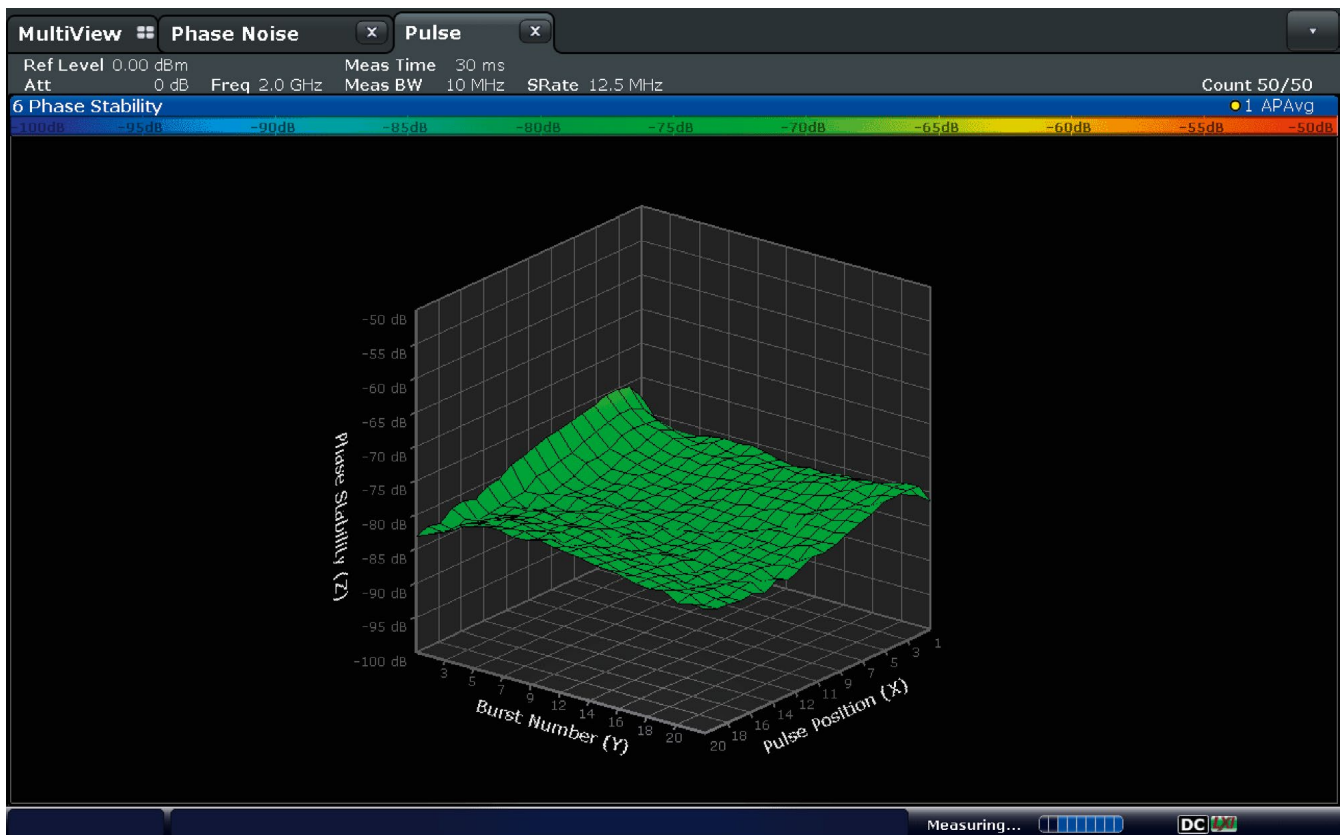 MultiView Phase Noise x Pulse x
Ref Level 0.00 dBm Meas Time 30 ms
Att 0 dB Freq 2.0 GHz Meas BW 10 MHz SRate 12.5 MHz Count 50/50
6 Phase Stability 1 APAvg
-100dB -95dB -90dB -85dB -80dB -75dB -70dB -65dB -60dB -55dB -50dB
-50 dB
-55 dB
-60 dB
-65 dB
-70 dB
-75 dB
-80 dB
-85 dB
-90 dB
-95 dB
-100 dB
Phase Stability (Z)
3 5 7 9 12 14 16 18 20
Burst Number (Y)
20 18 16 14 12 11 9 7 5 3 1
Pulse Position (X)
Measuring... DC